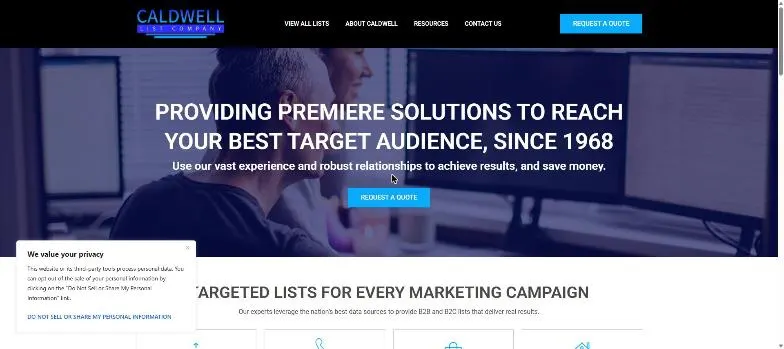 CALDWELL
LIST COMPANY
VIEW ALL LISTS
ABOUT CALDWELL
RESOURCES
CONTACT US
REQUEST A QUOTE
PROVIDING PREMIERE SOLUTIONS TO REACH
YOUR BEST TARGET AUDIENCE, SINCE 1968
Use our vast experience and robust relationships to achieve results, and save money.
REQUEST A QUOTE
We value your privacy
This website or its third-party tools process personal data. You
can opt out of the sale of your personal information by
clicking on the "Do Not Sell or Share My Personal
Information" link.
DO NOT SELL OR SHARE MY PERSONAL INFORMATION
TARGETED LISTS FOR EVERY MARKETING CAMPAIGN
Our experts leverage the nation's best data sources to provide B2B and B2C lists that deliver real results.